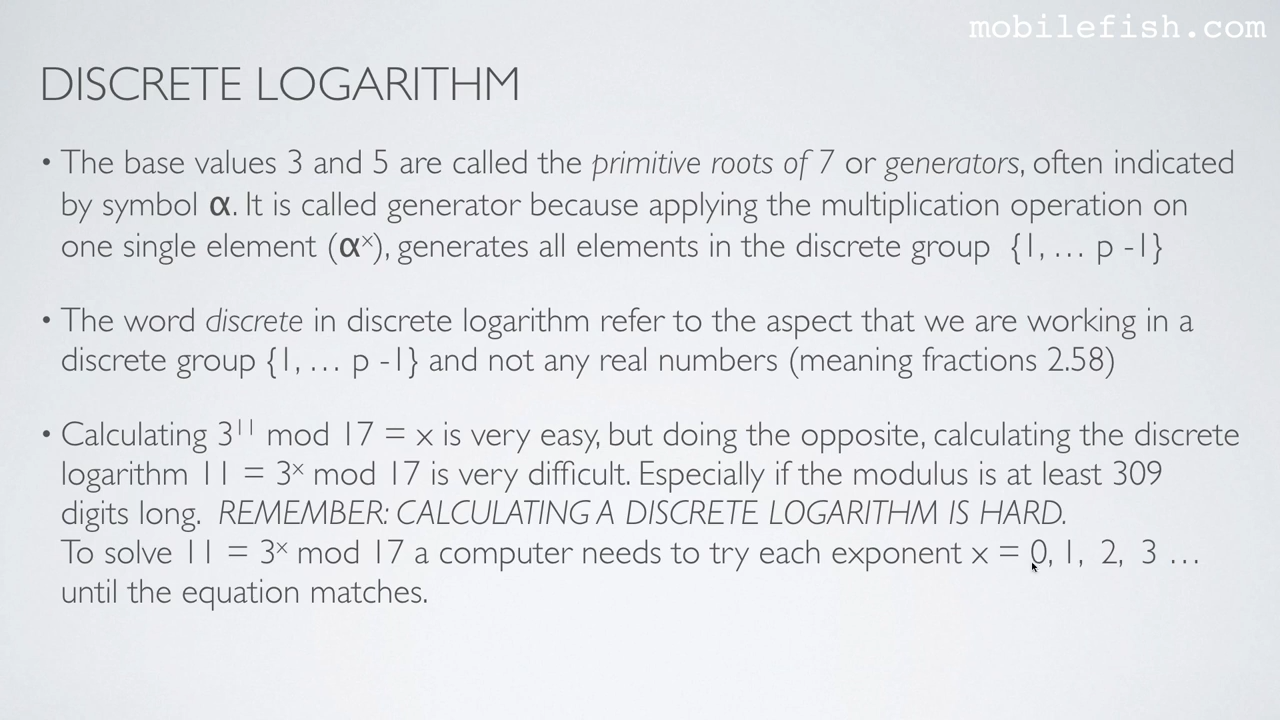 mobilefish.com
DISCRETE LOGARITHM
• The base values 3 and 5 are called the primitive roots of 7 or generators, often indicated
by symbol α. It is called generator because applying the multiplication operation on
one single element (αˣ), generates all elements in the discrete group {1, … p -1}
• The word discrete in discrete logarithm refer to the aspect that we are working in a
discrete group {1, … p -1} and not any real numbers (meaning fractions 2.58)
• Calculating 3¹¹ mod 17 = x is very easy, but doing the opposite, calculating the discrete
logarithm 11 = 3ˣ mod 17 is very difficult. Especially if the modulus is at least 309
digits long. REMEMBER: CALCULATING A DISCRETE LOGARITHM IS HARD.
To solve 11 = 3ˣ mod 17 a computer needs to try each exponent x = 0, 1, 2, 3 …
until the equation matches.